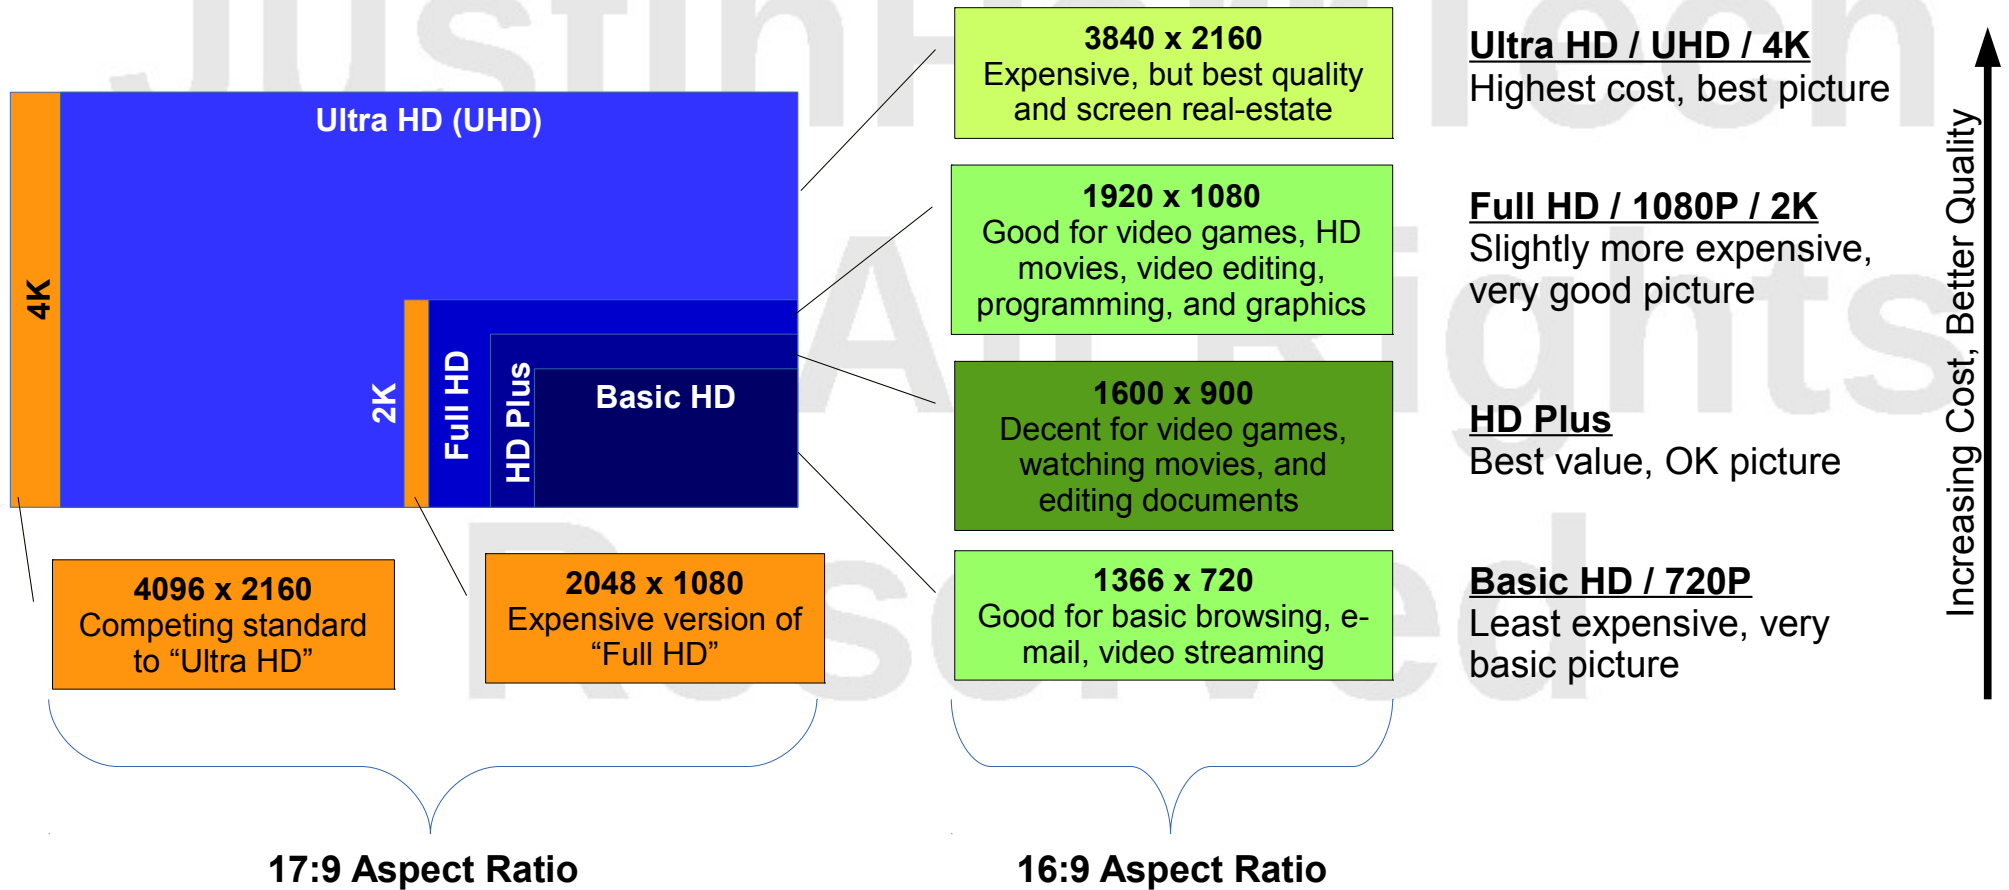 JustinHorn Tech
All Rights
Reserved
Ultra HD (UHD)
4K
2K
Full HD
HD Plus
Basic HD
3840 x 2160
Expensive, but best quality
and screen real-estate
Ultra HD / UHD / 4K
Highest cost, best picture
1920 x 1080
Good for video games, HD
movies, video editing,
programming, and graphics
Full HD / 1080P / 2K
Slightly more expensive,
very good picture
1600 x 900
Decent for video games,
watching movies, and
editing documents
HD Plus
Best value, OK picture
1366 x 720
Good for basic browsing, e-
mail, video streaming
Basic HD / 720P
Least expensive, very
basic picture
Increasing Cost, Better Quality
4096 x 2160
Competing standard
to “Ultra HD”
2048 x 1080
Expensive version of
“Full HD”
17:9 Aspect Ratio
16:9 Aspect Ratio